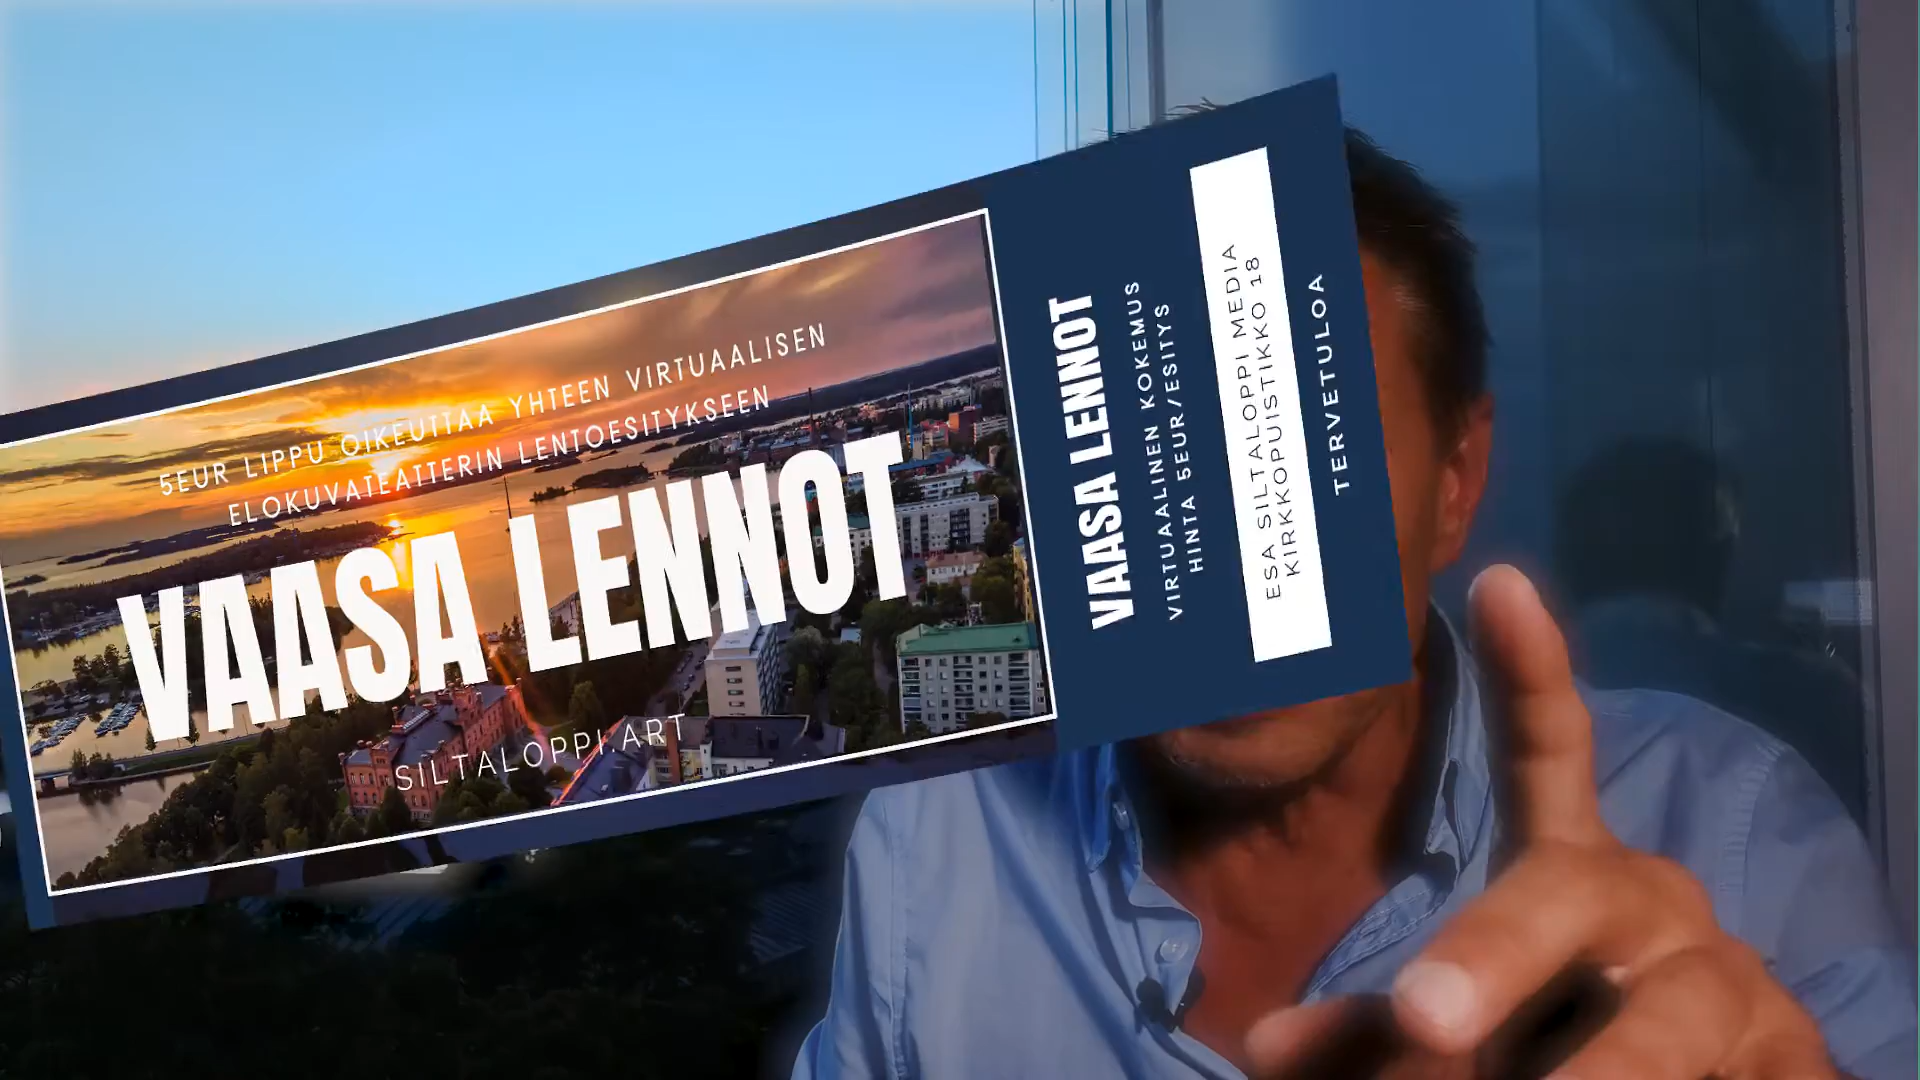 5EUR LIPPU OIKEUTTAA YHTEEN VIRTUAALISEN
ELOKUVATEATTERIN LENTOESITYKSEEN
VAASA LENNOT
SILTALOPPI.ART
VAASA LENNOT
VIRTUAALINEN KOKEMUS
HINTA 5EUR/ESITYS
ESA SILTALOPPI MEDIA
KIRKKOPUISTIKKO 18
TERVETULOA